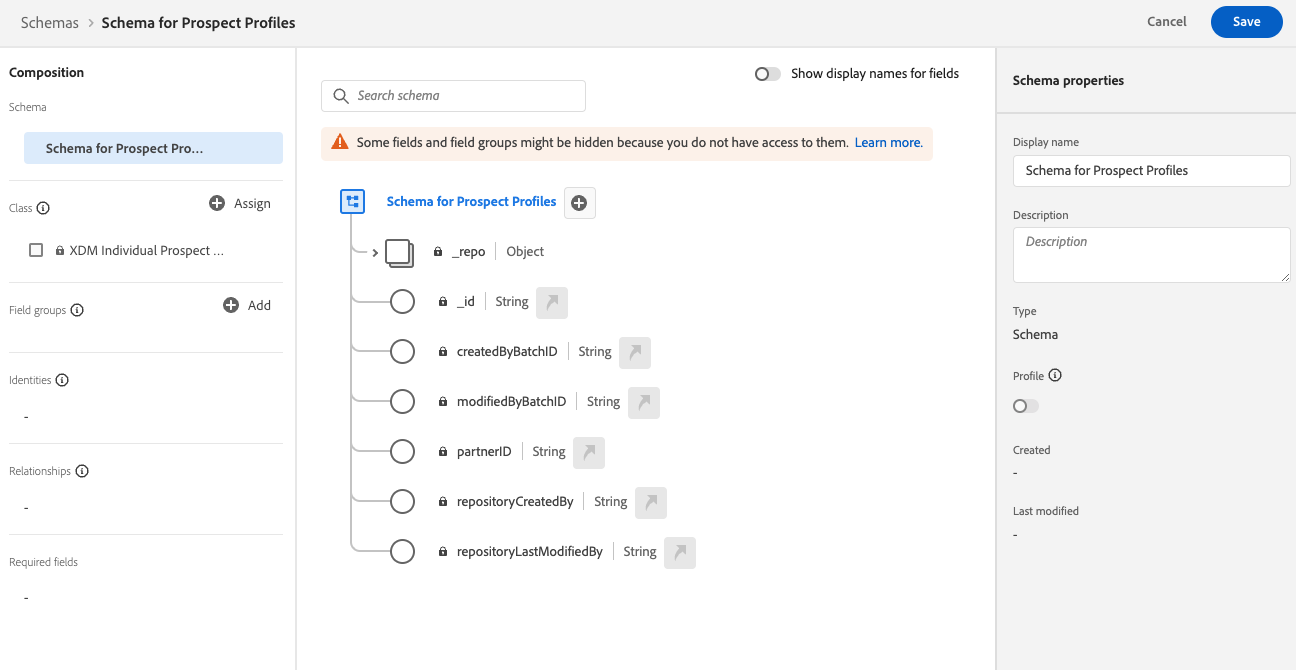 Schemas > Schema for Prospect Profiles
Cancel
Save
Composition
Schema
Schema for Prospect Pro...
Class
Assign
XDM Individual Prospect ...
Field groups
Add
Identities
-
Relationships
-
Required fields
-
Search schema
Show display names for fields
Some fields and field groups might be hidden because you do not have access to them. Learn more.
Schema for Prospect Profiles
_repo | Object
_id | String
createdByBatchID | String
modifiedByBatchID | String
partnerID | String
repositoryCreatedBy | String
repositoryLastModifiedBy | String
Schema properties
Display name
Schema for Prospect Profiles
Description
Description
Type
Schema
Profile
Created
-
Last modified
-